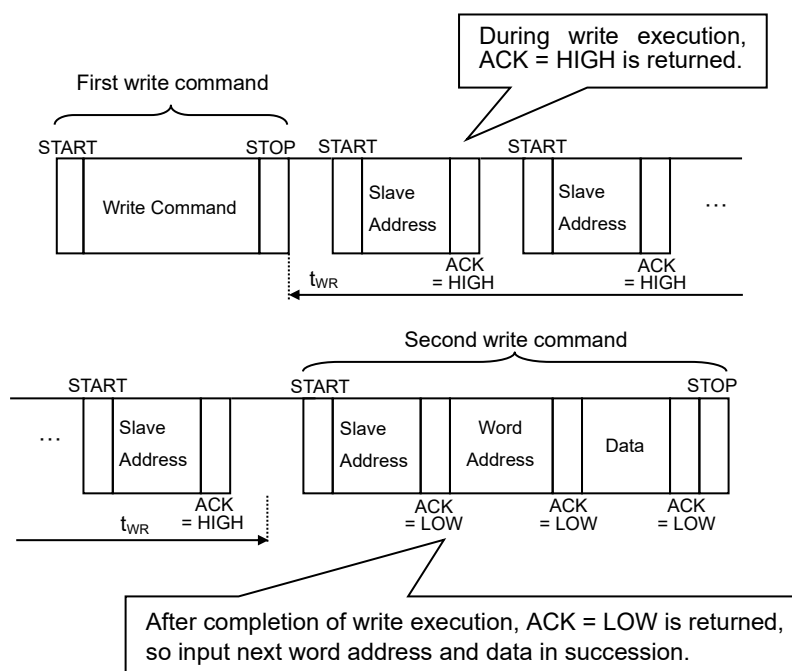 During write execution,
ACK = HIGH is returned.
First write command
START STOP START START
Write Command
Slave
Address
Slave
Address
…
ACK
= HIGH
ACK
= HIGH
tWR
Second write command
START START STOP
…
Slave
Address
Slave
Address
Word
Address
Data
ACK
= HIGH
ACK
= LOW
ACK
= LOW
ACK
= LOW
tWR
After completion of write execution, ACK = LOW is returned,
so input next word address and data in succession.